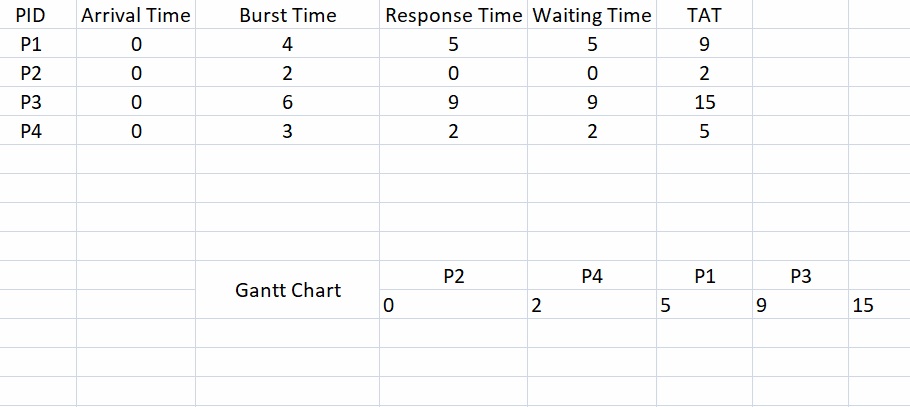 PID Arrival Time Burst Time Response Time Waiting Time TAT
P1 0 4 5 5 9
P2 0 2 0 0 2
P3 0 6 9 9 15
P4 0 3 2 2 5
P2 P4 P1 P3
Gantt Chart
0 2 5 9 15